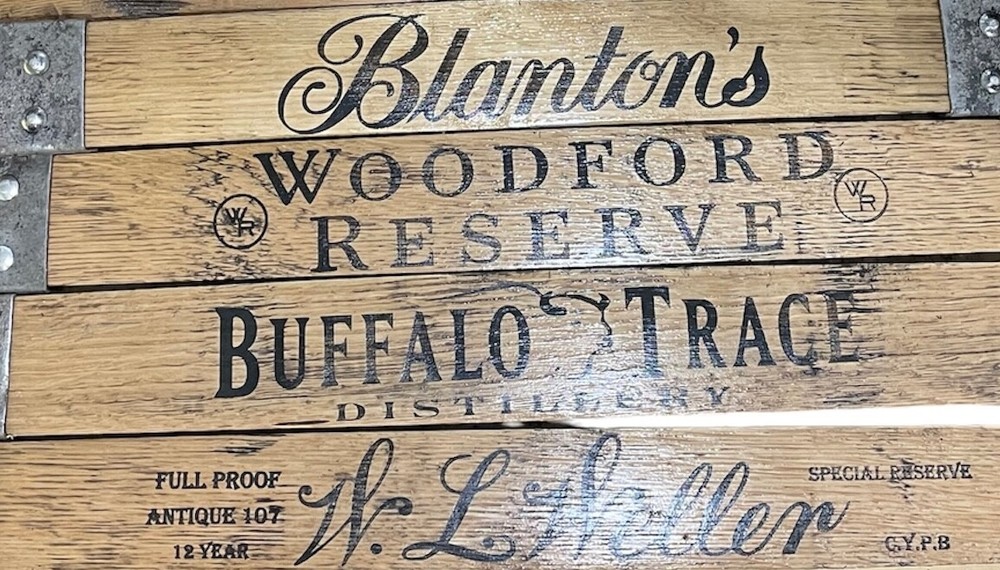 Blanton's
WOODFORD
WR RESERVE WR
BUFFALO TRACE
DISTILLERY
FULL PROOF
ANTIQUE 107
12 YEAR
W. L. Weller
SPECIAL RESERVE
C.Y.P.B